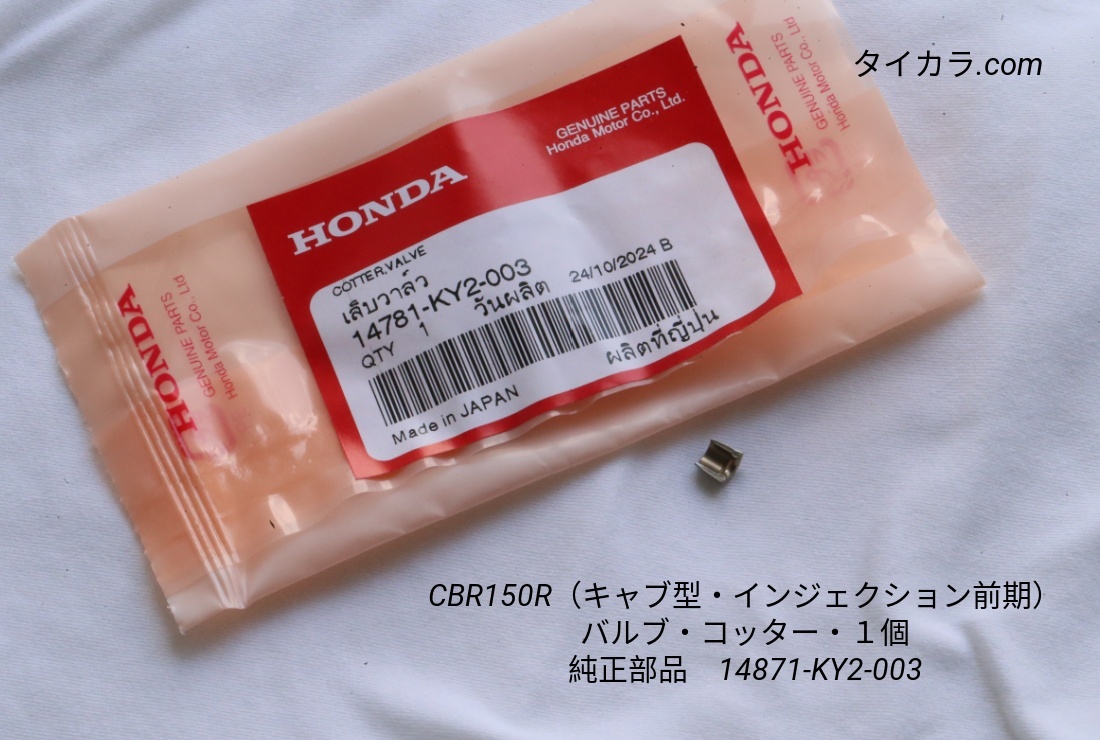 タイカラ.com
HONDA
GENUINE PARTS
Honda Motor Co., Ltd.
COTTER,VALVE
เล็บวาล์ว
14781-KY2-003
QTY 1 วันผลิต 24/10/2024 B
Made in JAPAN ผลิตที่ญี่ปุ่น
HONDA
GENUINE PARTS
Honda Motor Co., Ltd
HONDA
GENUINE PARTS
Honda Motor Co., Ltd
CBR150R（キャブ型・インジェクション前期）
バルブ・コッター・１個
純正部品　14871-KY2-003